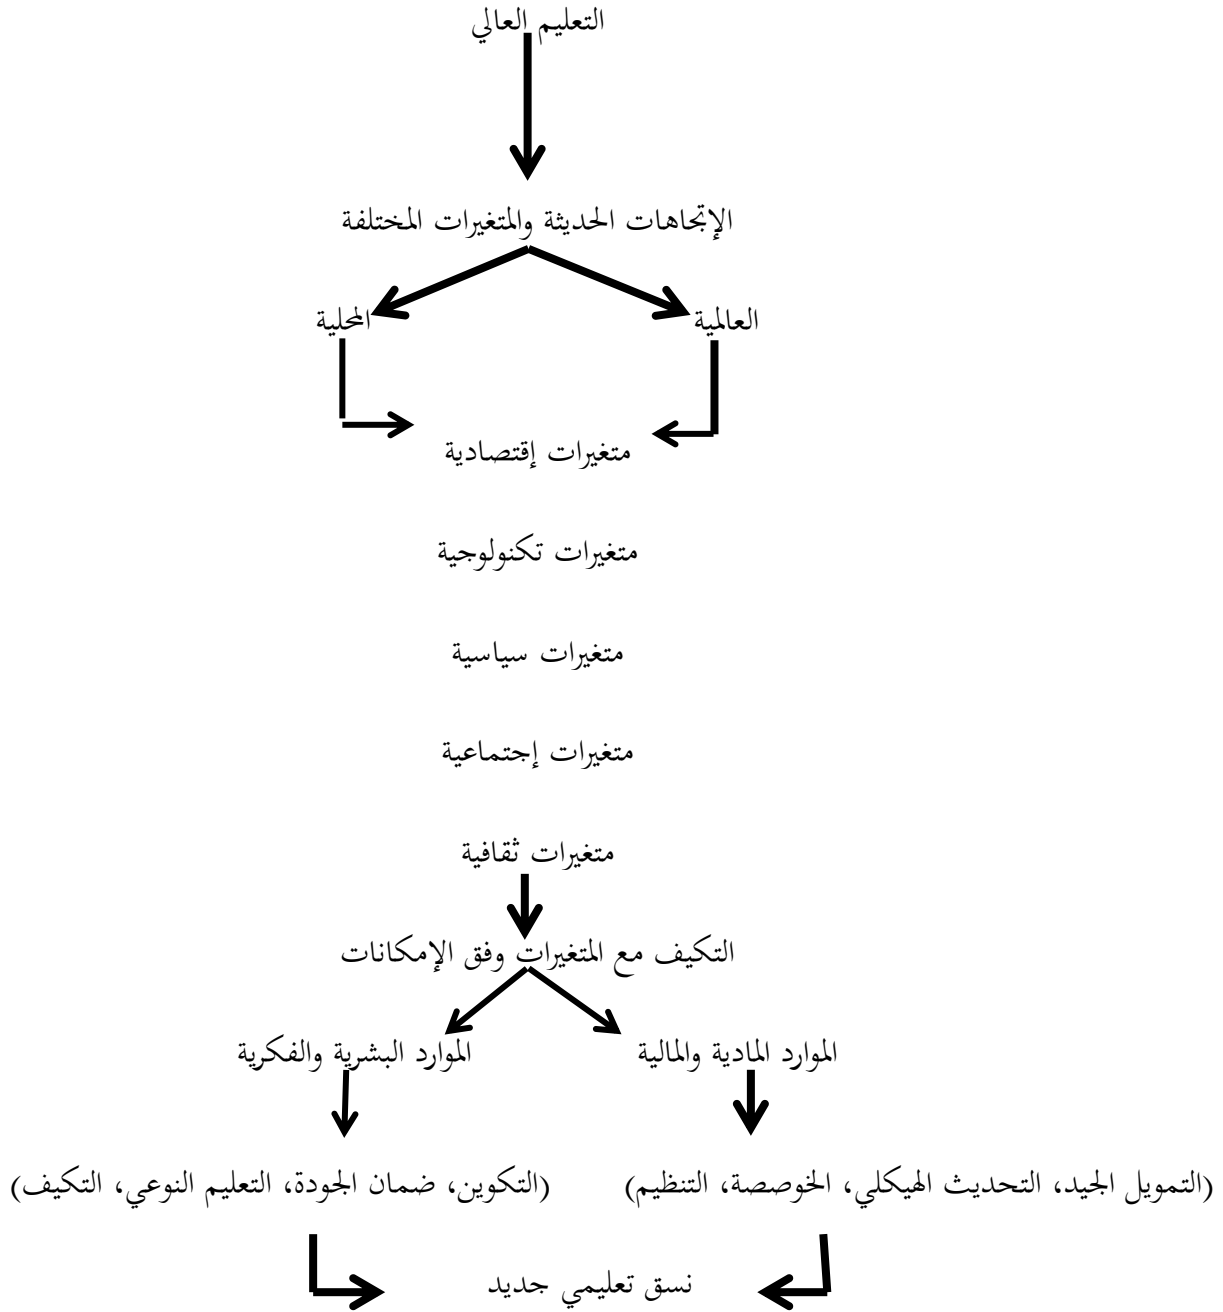 التعليم العالي
الإتجاهات الحديثة والمتغيرات المختلفة
العالمية المحلية
متغيرات إقتصادية
متغيرات تكنولوجية
متغيرات سياسية
متغيرات إجتماعية
متغيرات ثقافية
التكيف مع المتغيرات وفق الإمكانات
الموارد المادية والمالية الموارد البشرية والفكرية
(التمويل الجيد، التحديث الهيكلي، الخوصصة، التنظيم) (التكوين، ضمان الجودة، التعليم النوعي، التكيف)
نسق تعليمي جديد